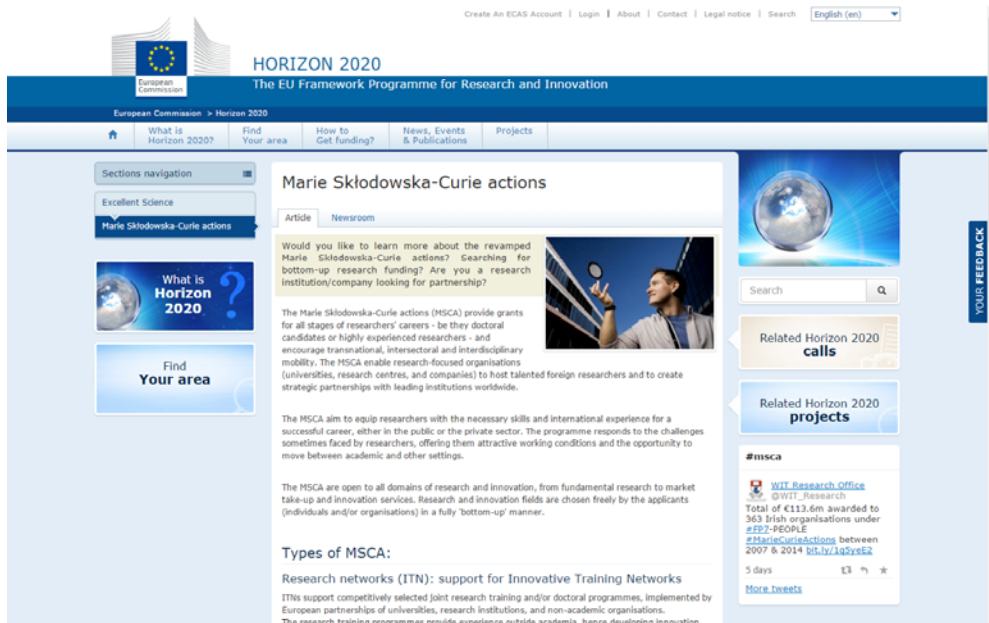 Create An ECAS Account | Login | About | Contact | Legal notice | Search
English (en)
European
Commission
HORIZON 2020
The EU Framework Programme for Research and Innovation
European Commission > Horizon 2020
What is
Horizon 2020?
Find
Your area
How to
Get funding?
News, Events
& Publications
Projects
Sections navigation
Excellent Science
Marie Skłodowska-Curie actions
What is
Horizon
2020
?
Find
Your area
Marie Skłodowska-Curie actions
Article
Newsroom
Would you like to learn more about the revamped
Marie Skłodowska-Curie actions? Searching for
bottom-up research funding? Are you a research
institution/company looking for partnership?
The Marie Skłodowska-Curie actions (MSCA) provide grants
for all stages of researchers' careers - be they doctoral
candidates or highly experienced researchers - and
encourage transnational, intersectoral and interdisciplinary
mobility. The MSCA enable research-focused organisations
(universities, research centres, and companies) to host talented foreign researchers and to create
strategic partnerships with leading institutions worldwide.
The MSCA aim to equip researchers with the necessary skills and international experience for a
successful career, either in the public or the private sector. The programme responds to the challenges
sometimes faced by researchers, offering them attractive working conditions and the opportunity to
move between academic and other settings.
The MSCA are open to all domains of research and innovation, from fundamental research to market
take-up and innovation services. Research and innovation fields are chosen freely by the applicants
(individuals and/or organisations) in a fully 'bottom-up' manner.
Types of MSCA:
Research networks (ITN): support for Innovative Training Networks
ITNs support competitively selected joint research training and/or doctoral programmes, implemented by
European partnerships of universities, research institutions, and non-academic organisations.
The research training programmes provide experience outside academia, hence developing innovation
Search
Related Horizon 2020
calls
Related Horizon 2020
projects
#msca
WIT Research Office
@WIT_Research
Total of €113.6m awarded to
363 Irish organisations under
#FP7-PEOPLE
#MarieCurieActions between
2007 & 2014 bit.ly/1q5yeE2
5 days
More tweets
YOUR FEEDBACK